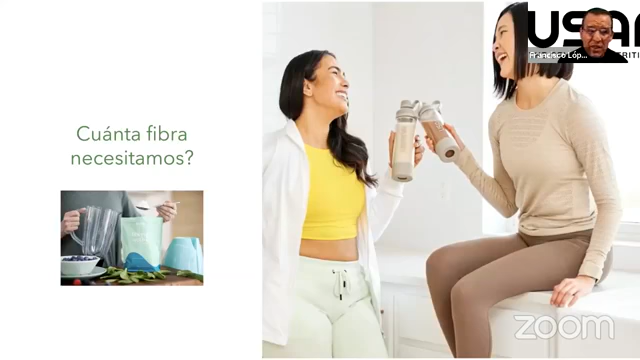 USAN
Francisco Lóp...
Cuánta fibra
necesitamos?
zoom